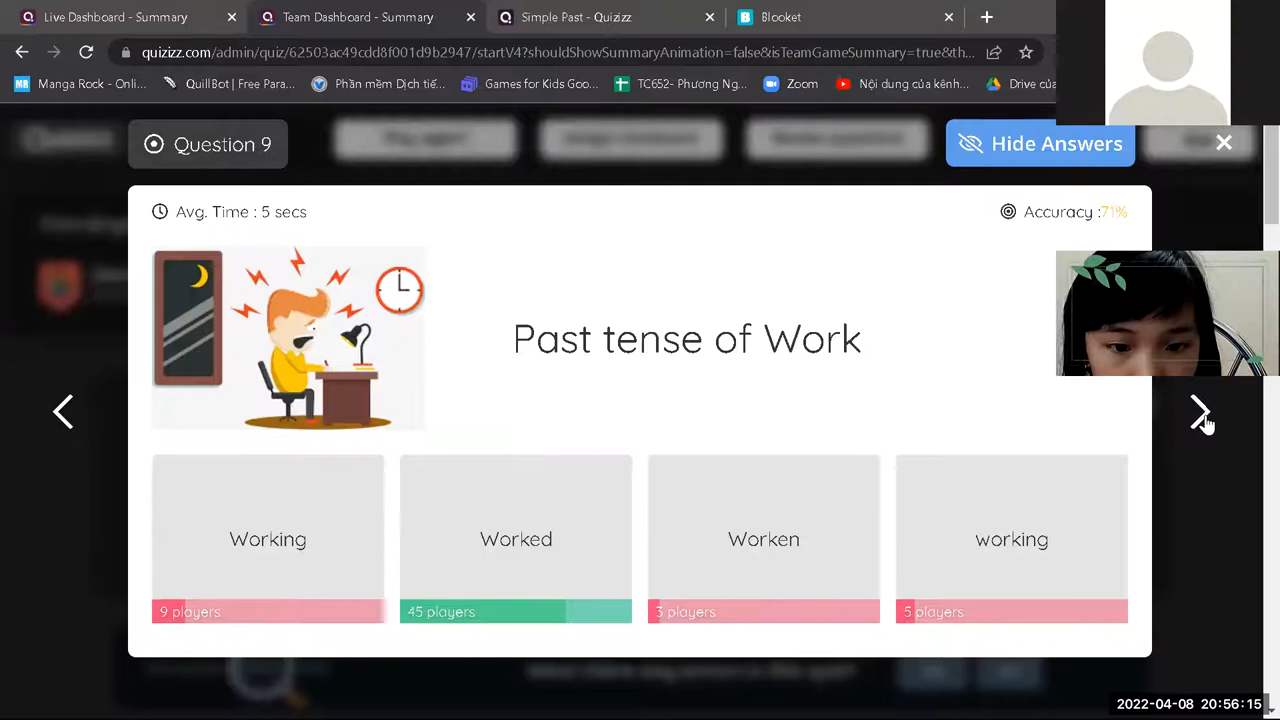 Live Dashboard - Summary
Team Dashboard - Summary
Simple Past - Quizizz
Blooket
quizizz.com/admin/quiz/62503ac49cdd8f001d9b2947/startV4?shouldShowSummaryAnimation=false&isTeamGameSummary=true&th...
Manga Rock - Onli...
QuillBot | Free Para...
Phần mềm Dịch tiế...
Games for Kids Goo...
TC652- Phương Ng...
Zoom
Nội dung của kênh...
Drive của
Question 9
Hide Answers
Avg. Time : 5 secs
Accuracy :71%
Past tense of Work
Working
Worked
Worken
working
9 players
45 players
3 players
5 players
2022-04-08 20:56:15